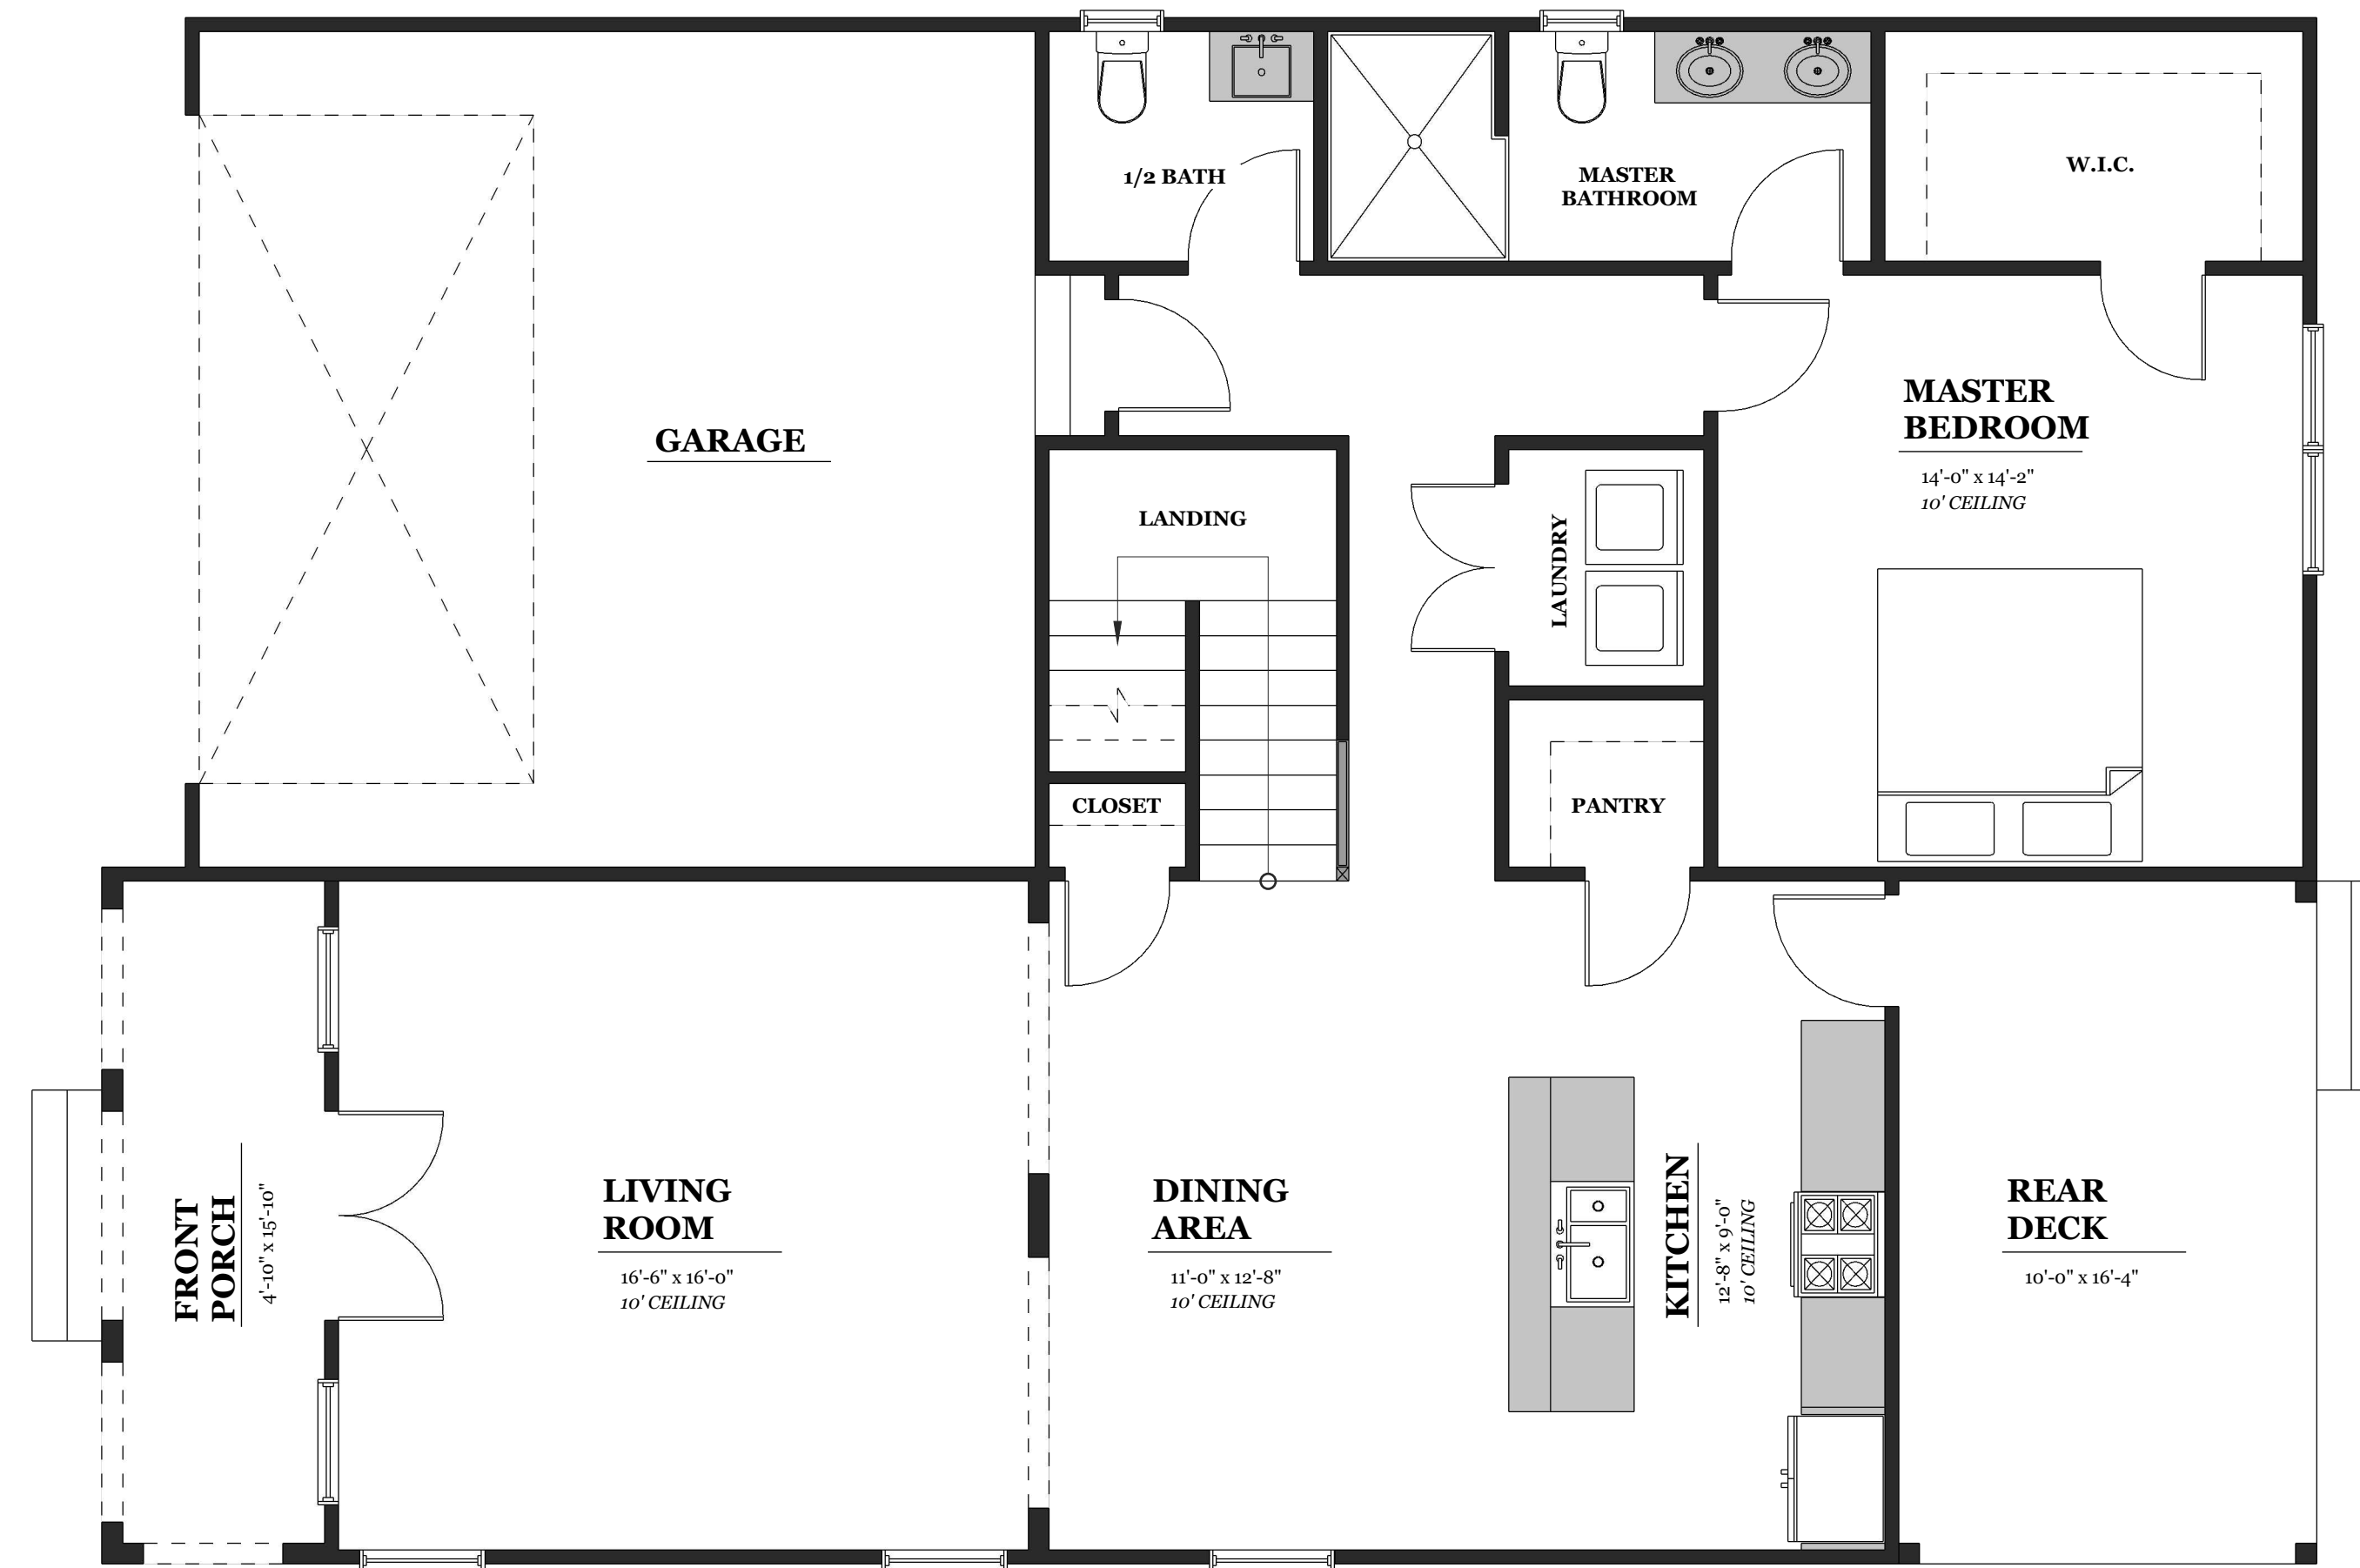 1/2 BATH
MASTER
BATHROOM
W.I.C.
GARAGE
MASTER
BEDROOM
14'-0" x 14'-2"
10' CEILING
LANDING
LAUNDRY
CLOSET
PANTRY
FRONT
PORCH
4'-10" x 15'-10"
LIVING
ROOM
16'-6" x 16'-0"
10' CEILING
DINING
AREA
11'-0" x 12'-8"
10' CEILING
KITCHEN
12'-8" x 9'-0"
10' CEILING
REAR
DECK
10'-0" x 16'-4"